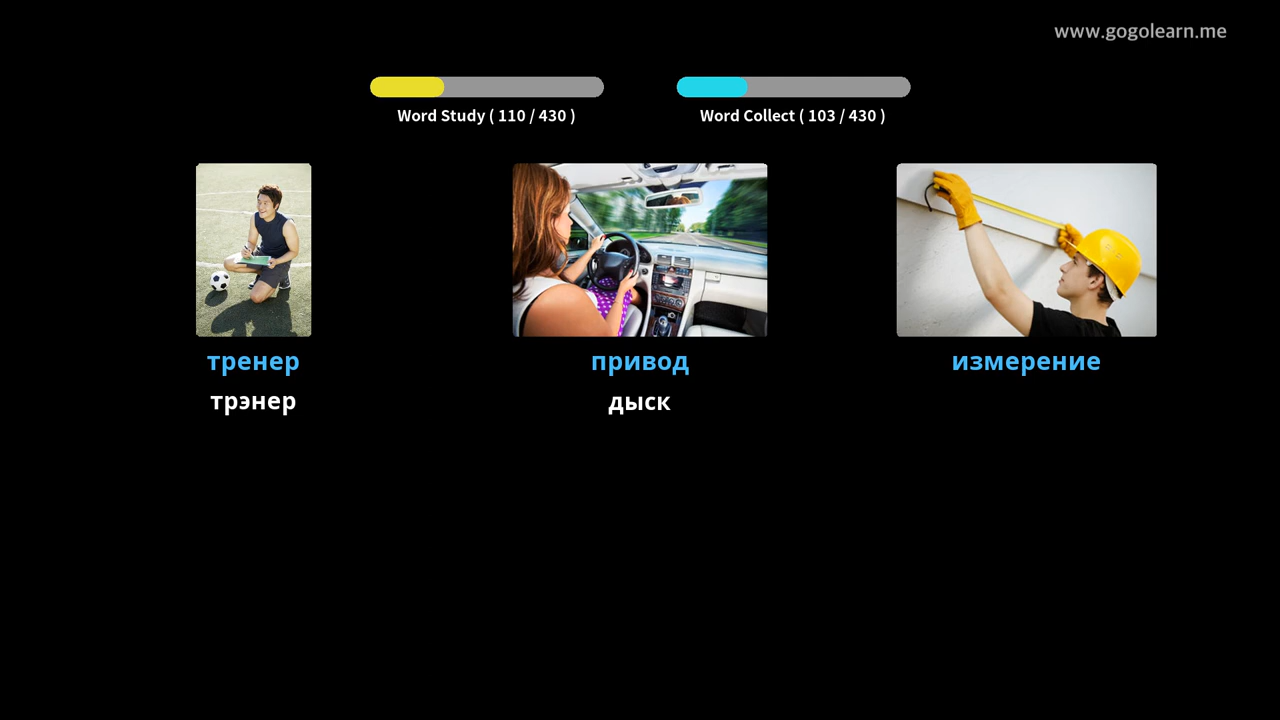 www.gogolearn.me
Word Study ( 110 / 430 )
Word Collect ( 103 / 430 )
тренер
привод
измерение
трэнер
дыск